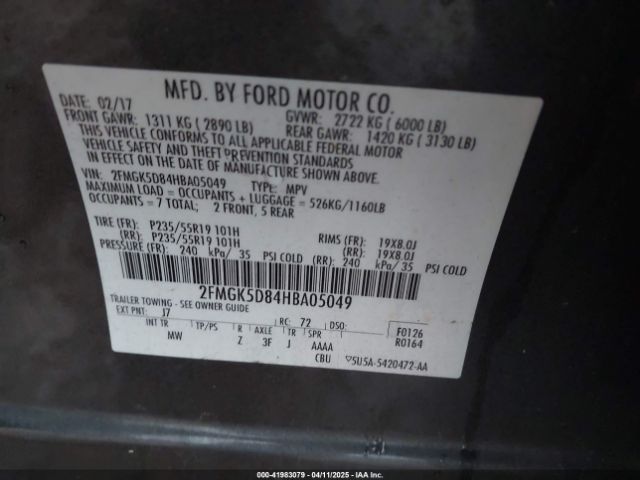 MFD. BY FORD MOTOR CO.
DATE: 02/17 GVWR: 2722 KG ( 6000 LB)
FRONT GAWR: 1311 KG ( 2890 LB) REAR GAWR: 1420 KG ( 3130 LB)
THIS VEHICLE CONFORMS TO ALL APPLICABLE FEDERAL MOTOR
VEHICLE SAFETY AND THEFT PREVENTION STANDARDS
IN EFFECT ON THE DATE OF MANUFACTURE SHOWN ABOVE.
VIN: 2FMGK5D84HBA05049 TYPE: MPV
MAXIMUM LOAD = OCCUPANTS + LUGGAGE = 526KG/1160LB
OCCUPANTS = 7 TOTAL; 2 FRONT, 5 REAR
TIRE (FR): P235/55R19 101H RIMS (FR): 19X8.0J
(RR): P235/55R19 101H (RR): 19X8.0J
PRESSURE (FR): 240 kPa/ 35 PSI COLD (RR): 240 kPa/ 35 PSI COLD
2FMGK5D84HBA05049
TRAILER TOWING - SEE OWNER GUIDE
EXT PNT: J7 RC: 72 DSO: F0126
R0164
INT TR TP/PS R AXLE TR SPR
MW Z 3F J AAAA
CBU ▽5U5A-5420472-AA
000-41983079 - 04/11/2025 - IAA Inc.